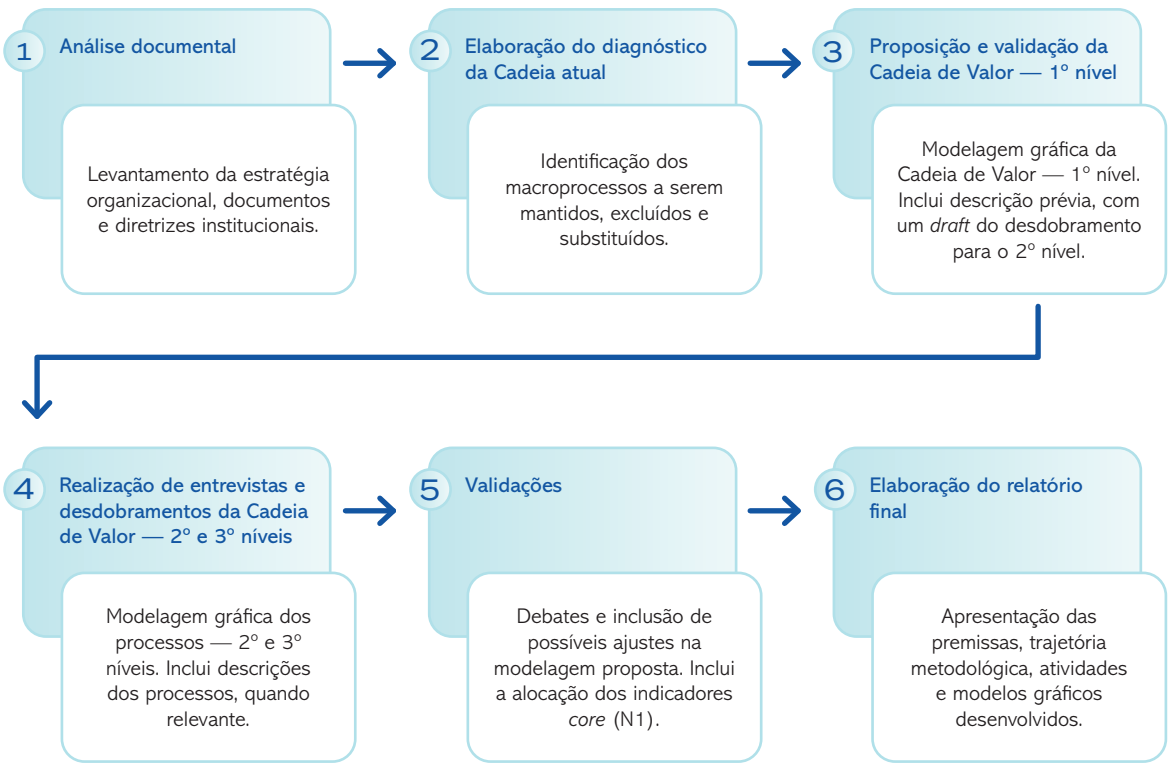 1
Análise documental
Levantamento da estratégia
organizacional, documentos
e diretrizes institucionais.
2
Elaboração do diagnóstico
da Cadeia atual
Identificação dos
macroprocessos a serem
mantidos, excluídos e
substituídos.
3
Proposição e validação da
Cadeia de Valor — 1º nível
Modelagem gráfica da
Cadeia de Valor — 1º nível.
Inclui descrição prévia, com
um draft do desdobramento
para o 2º nível.
4
Realização de entrevistas e
desdobramentos da Cadeia
de Valor — 2º e 3º níveis
Modelagem gráfica dos
processos — 2º e 3º
níveis. Inclui descrições
dos processos, quando
relevante.
5
Validações
Debates e inclusão de
possíveis ajustes na
modelagem proposta. Inclui
a alocação dos indicadores
core (N1).
6
Elaboração do relatório
final
Apresentação das
premissas, trajetória
metodológica, atividades
e modelos gráficos
desenvolvidos.